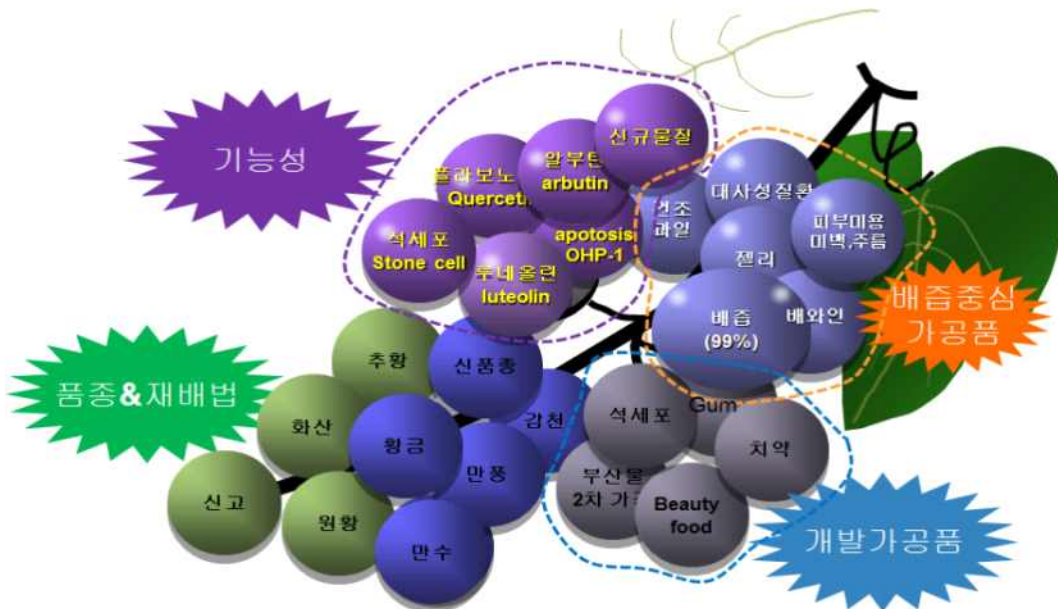 기능성
신규물질
알부틴
arbutin
플라보노
Quercetin
석세포
Stone cell
apotosis
OHP-1
루네올린
luteolin
대사성질환
건조
과일
피부미용
미백,주름
젤리
배즙
(99%)
배와인
배즙중심
가공품
품종&재배법
추황
신품종
화산
황금
감천
만풍
신고
원황
만수
석세포
Gum
치약
부산물
2차 가
Beauty
food
개발가공품